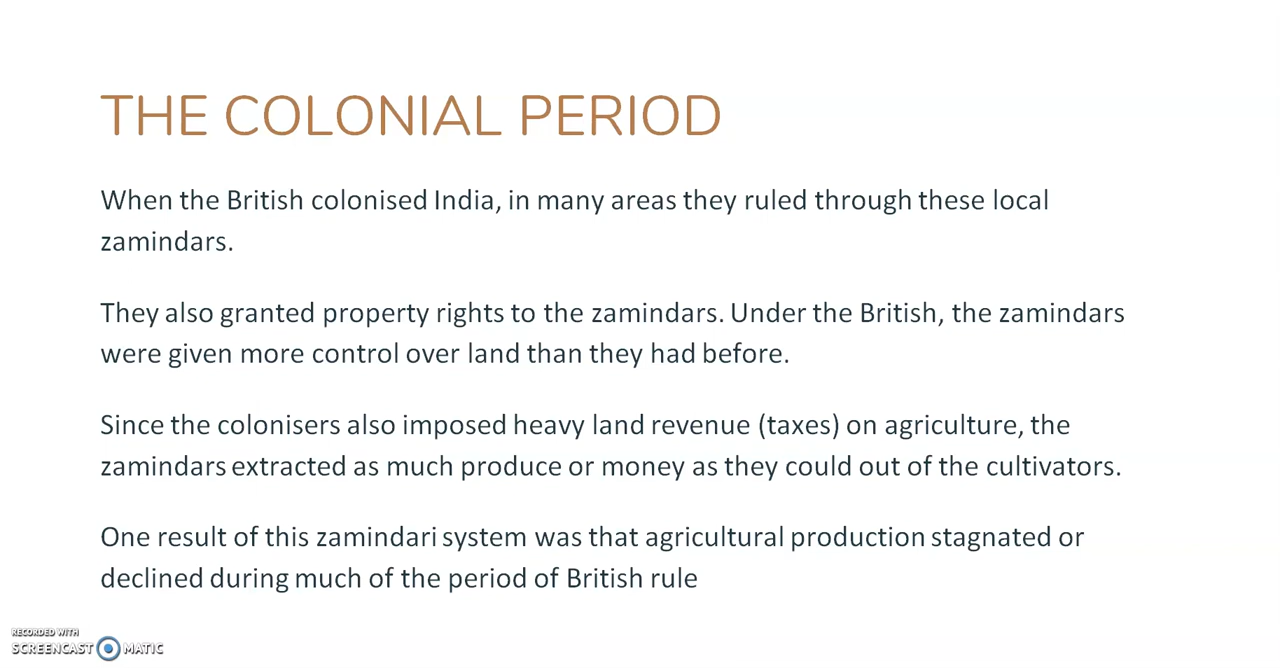 THE COLONIAL PERIOD
When the British colonised India, in many areas they ruled through these local
zamindars.
They also granted property rights to the zamindars. Under the British, the zamindars
were given more control over land than they had before.
Since the colonisers also imposed heavy land revenue (taxes) on agriculture, the
zamindars extracted as much produce or money as they could out of the cultivators.
One result of this zamindari system was that agricultural production stagnated or
declined during much of the period of British rule
RECORDED WITH
SCREENCAST MATIC